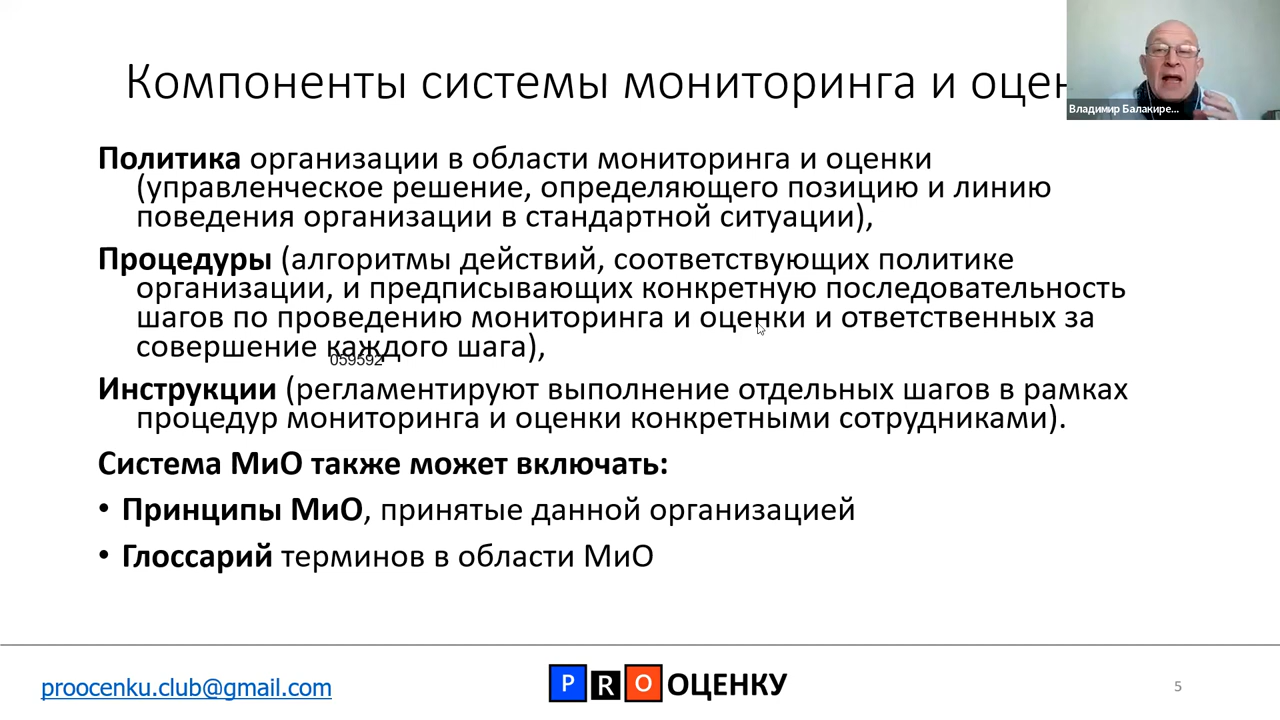 Компоненты системы мониторинга и оцен
Владимир Балакире...
Политика организации в области мониторинга и оценки
(управленческое решение, определяющего позицию и линию
поведения организации в стандартной ситуации),
Процедуры (алгоритмы действий, соответствующих политике
организации, и предписывающих конкретную последовательность
шагов по проведению мониторинга и оценки и ответственных за
совершение каждого шага),
059592
Инструкции (регламентируют выполнение отдельных шагов в рамках
процедур мониторинга и оценки конкретными сотрудниками).
Система МиО также может включать:
• Принципы МиО, принятые данной организацией
• Глоссарий терминов в области МиО
proocenku.club@gmail.com
PRO ОЦЕНКУ
5